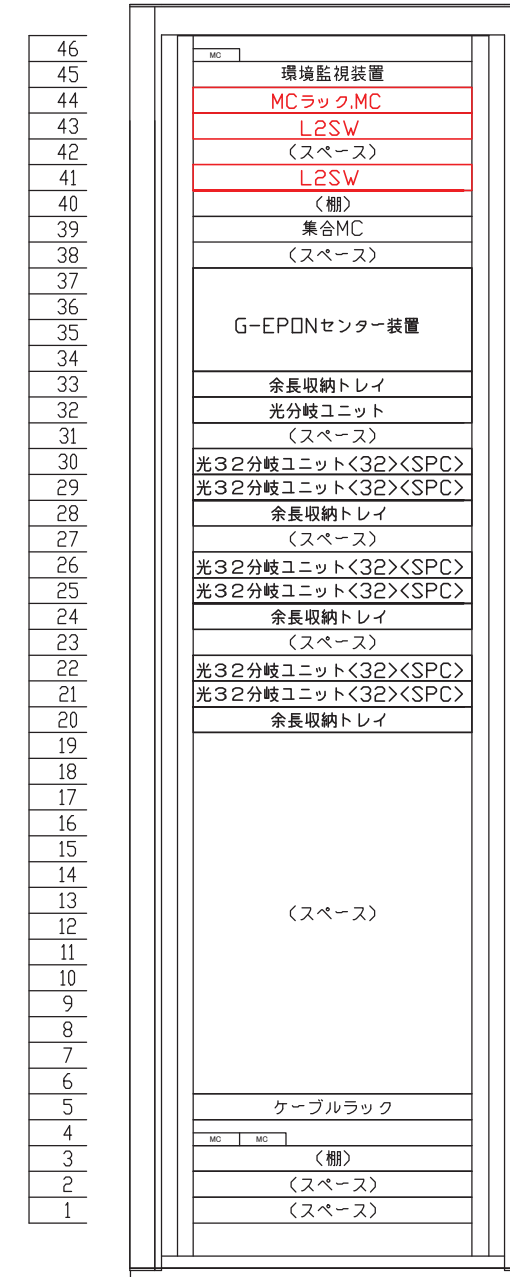 46
MC
45 環境監視装置
44 MCラック.MC
43 L2SW
42 (スペース)
41 L2SW
40 (棚)
39 集合MC
38 (スペース)
37
36
G-EPONセンター装置
35
34
33 余長収納トレイ
32 光分岐ユニット
31 (スペース)
30 光32分岐ユニット<32><SPC>
29 光32分岐ユニット<32><SPC>
28 余長収納トレイ
27 (スペース)
26 光32分岐ユニット<32><SPC>
25 光32分岐ユニット<32><SPC>
24 余長収納トレイ
23 (スペース)
22 光32分岐ユニット<32><SPC>
21 光32分岐ユニット<32><SPC>
20 余長収納トレイ
19
18
17
16
15
14
13
(スペース)
12
11
10
9
8
7
6
5 ケーブルラック
4 MC MC
3 (棚)
2 (スペース)
1 (スペース)